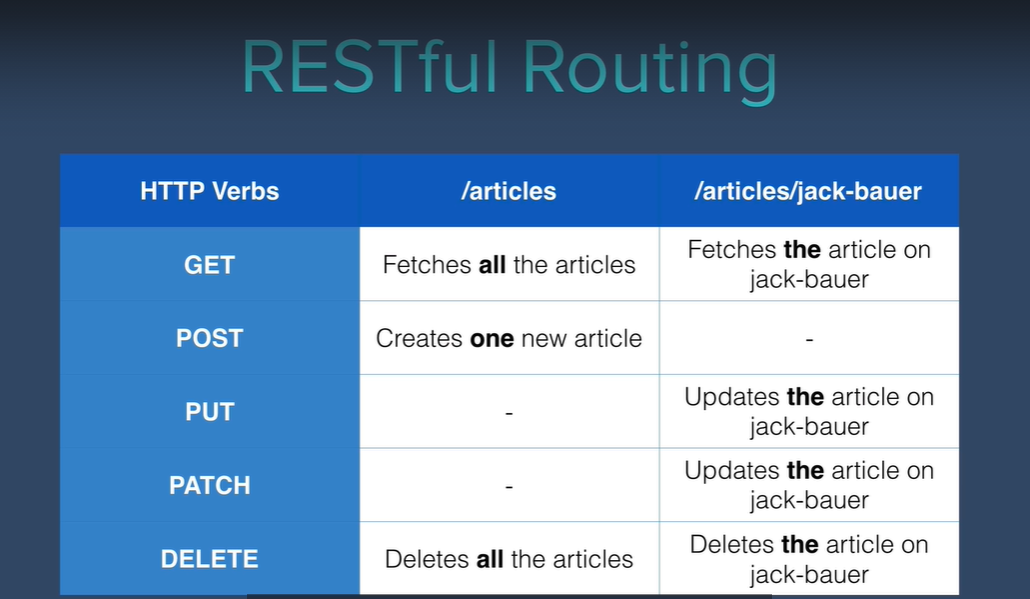 RESTful Routing
HTTP Verbs
/articles
/articles/jack-bauer
GET
Fetches all the articles
Fetches the article on
jack-bauer
POST
Creates one new article
-
PUT
-
Updates the article on
jack-bauer
PATCH
-
Updates the article on
jack-bauer
DELETE
Deletes all the articles
Deletes the article on
jack-bauer